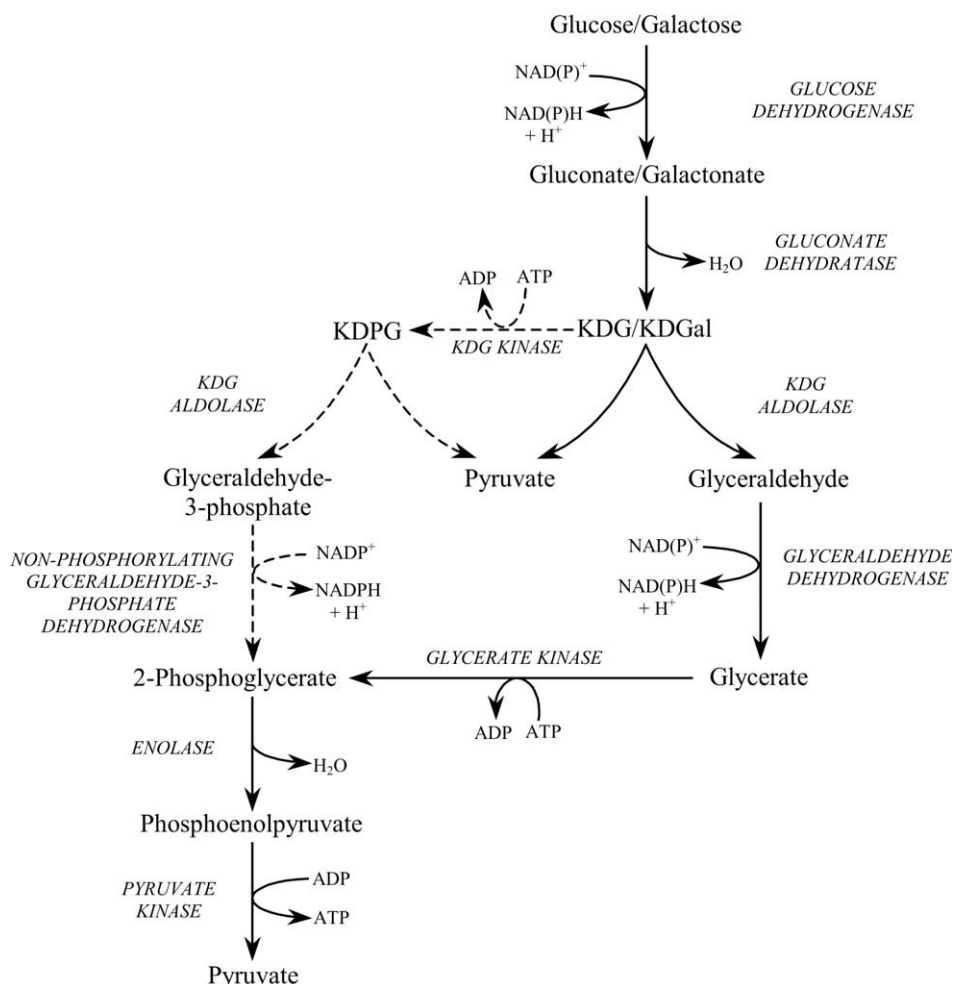 Glucose/Galactose
NAD(P)⁺
GLUCOSE
DEHYDROGENASE
NAD(P)H
+ H⁺
Gluconate/Galactonate
GLUCONATE
DEHYDRATASE
H₂O
ADP
ATP
KDPG
KDG KINASE
KDG/KDGal
KDG
ALDOLASE
KDG
ALDOLASE
Glyceraldehyde-
3-phosphate
Pyruvate
Glyceraldehyde
NON-PHOSPHORYLATING
GLYCERALDEHYDE-3-
PHOSPHATE
DEHYDROGENASE
NADP⁺
NADPH
+ H⁺
NAD(P)⁺
NAD(P)H
+ H⁺
GLYCERALDEHYDE
DEHYDROGENASE
2-Phosphoglycerate
GLYCERATE KINASE
Glycerate
ADP
ATP
ENOLASE
H₂O
Phosphoenolpyruvate
PYRUVATE
KINASE
ADP
ATP
Pyruvate